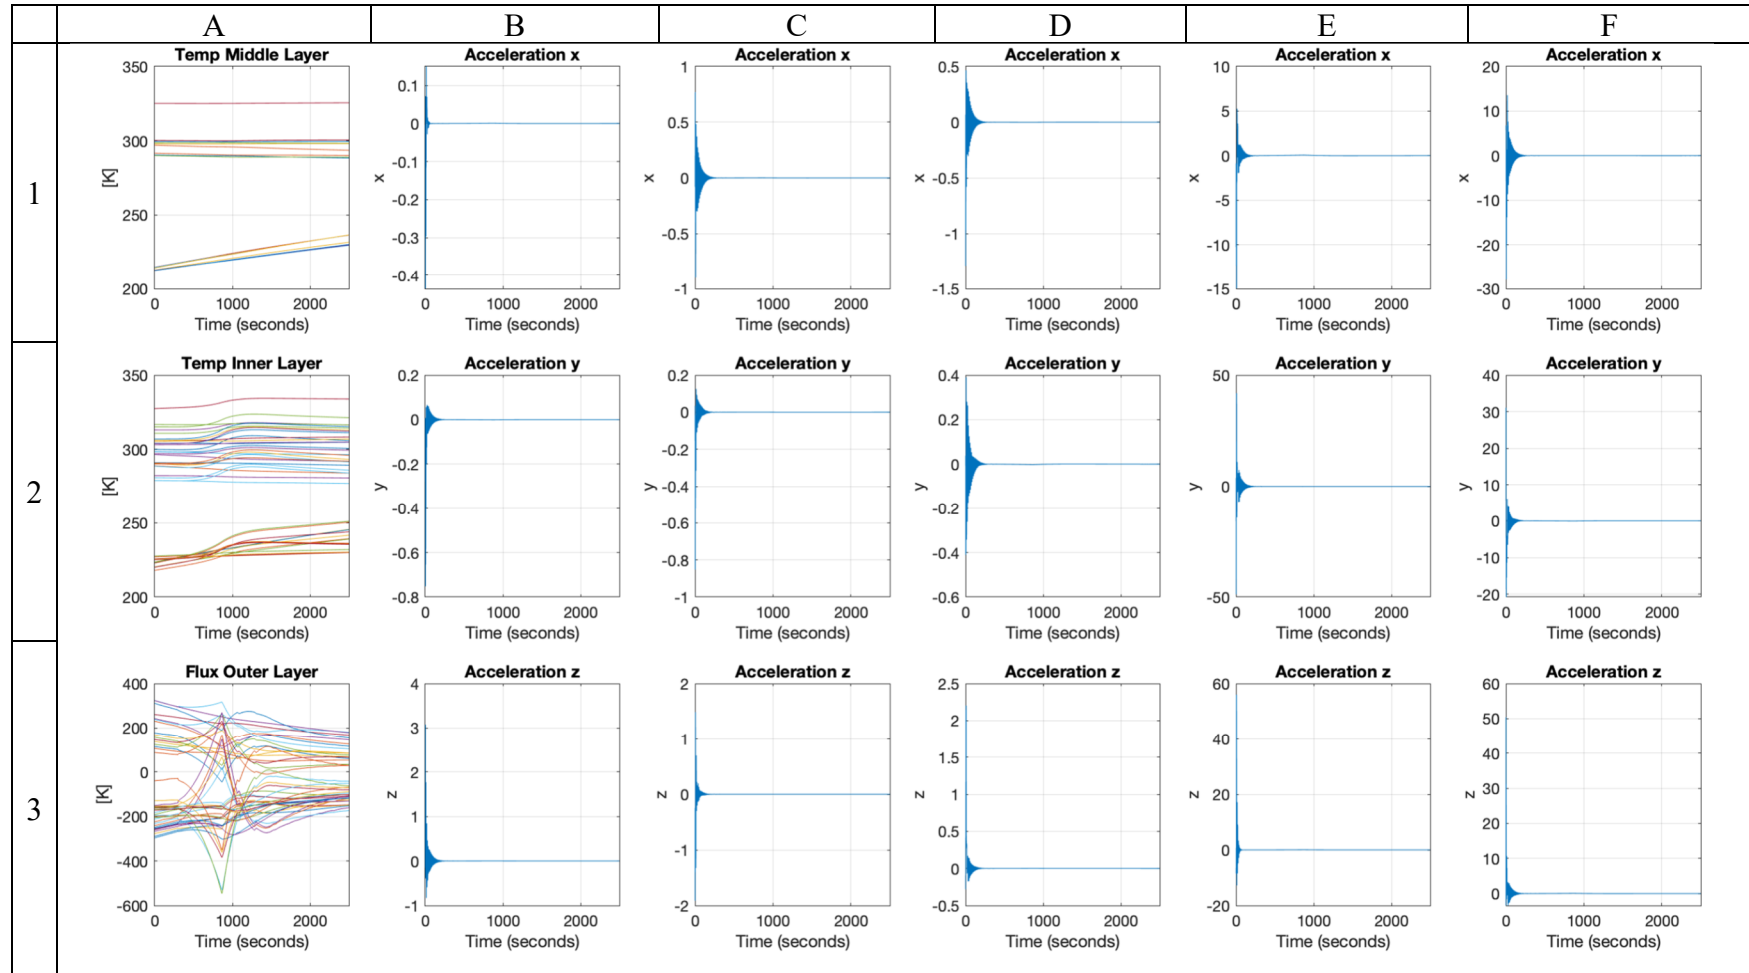 A B C D E F
1
Temp Middle Layer
350
300
250
200
[K]
0 1000 2000
Time (seconds)
Acceleration x
0.1
0
-0.1
-0.2
-0.3
-0.4
x
0 1000 2000
Time (seconds)
Acceleration x
1
0.5
0
-0.5
-1
x
0 1000 2000
Time (seconds)
Acceleration x
0.5
0
-0.5
-1
-1.5
x
0 1000 2000
Time (seconds)
Acceleration x
10
5
0
-5
-10
-15
x
0 1000 2000
Time (seconds)
Acceleration x
20
10
0
-10
-20
-30
x
0 1000 2000
Time (seconds)
2
Temp Inner Layer
350
300
250
200
[K]
0 1000 2000
Time (seconds)
Acceleration y
0.2
0
-0.2
-0.4
-0.6
-0.8
y
0 1000 2000
Time (seconds)
Acceleration y
0.2
0
-0.2
-0.4
-0.6
-0.8
-1
y
0 1000 2000
Time (seconds)
Acceleration y
0.4
0.2
0
-0.2
-0.4
-0.6
y
0 1000 2000
Time (seconds)
Acceleration y
50
0
-50
y
0 1000 2000
Time (seconds)
Acceleration y
40
30
20
10
0
-10
-20
y
0 1000 2000
Time (seconds)
3
Flux Outer Layer
400
200
0
-200
-400
-600
[K]
0 1000 2000
Time (seconds)
Acceleration z
4
3
2
1
0
-1
z
0 1000 2000
Time (seconds)
Acceleration z
2
1
0
-1
-2
z
0 1000 2000
Time (seconds)
Acceleration z
2.5
2
1.5
1
0.5
0
-0.5
z
0 1000 2000
Time (seconds)
Acceleration z
60
40
20
0
-20
z
0 1000 2000
Time (seconds)
Acceleration z
60
50
40
30
20
10
0
z
0 1000 2000
Time (seconds)